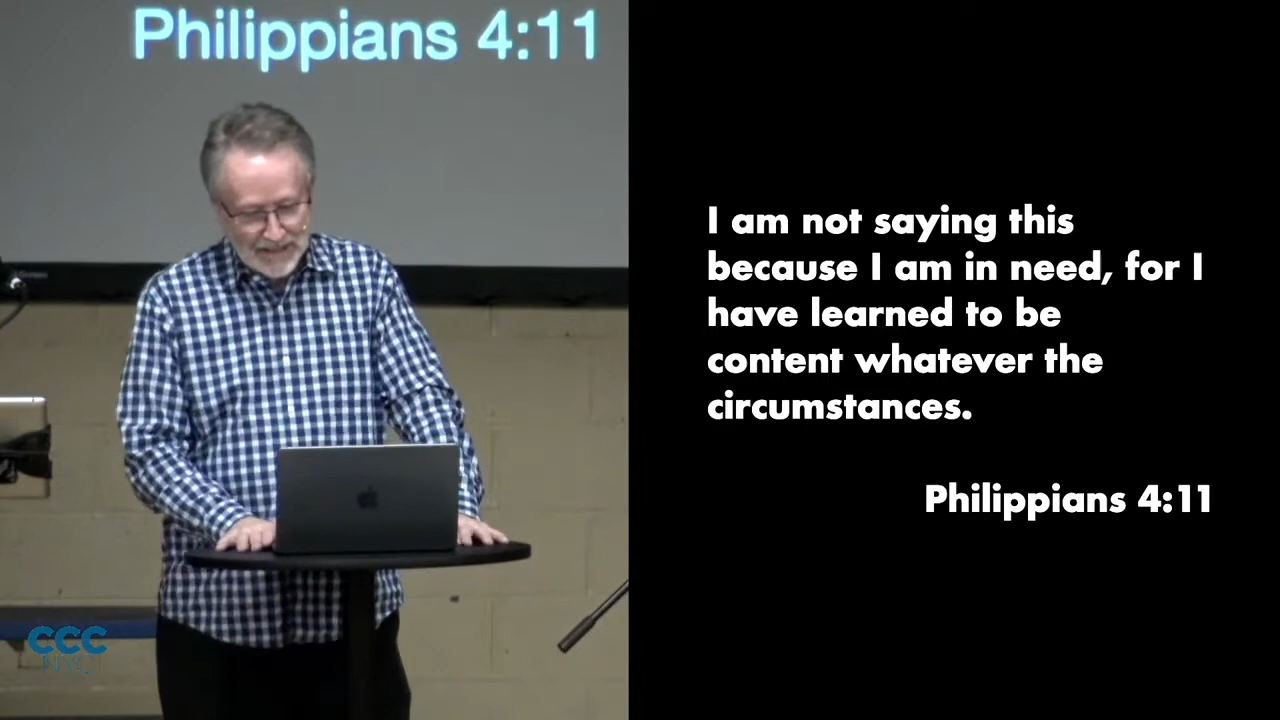 Philippians 4:11
I am not saying this
because I am in need, for I
have learned to be
content whatever the
circumstances.
Philippians 4:11
CCC
NYC